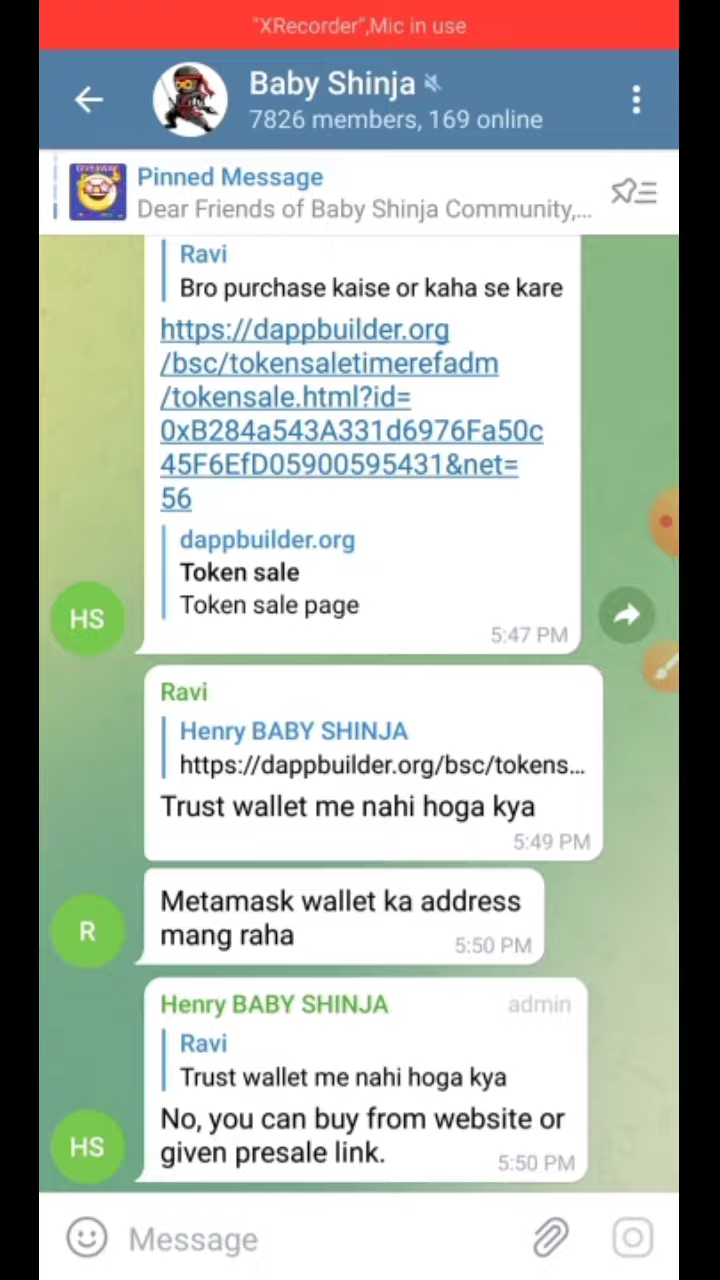 "XRecorder",Mic in use
Baby Shinja
7826 members, 169 online
GIVEAWAY
Pinned Message
Dear Friends of Baby Shinja Community,...
Ravi
Bro purchase kaise or kaha se kare
https://dappbuilder.org
/bsc/tokensaletimerefadm
/tokensale.html?id=
0xB284a543A331d6976Fa50c
45F6EfD05900595431&net=
56
dappbuilder.org
Token sale
Token sale page
HS
5:47 PM
Ravi
Henry BABY SHINJA
https://dappbuilder.org/bsc/tokens...
Trust wallet me nahi hoga kya
5:49 PM
Metamask wallet ka address
mang raha
R
5:50 PM
Henry BABY SHINJA admin
Ravi
Trust wallet me nahi hoga kya
No, you can buy from website or
given presale link.
HS
5:50 PM
Message